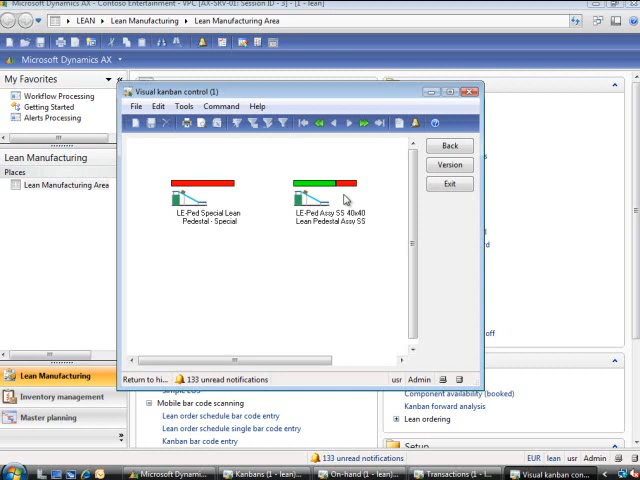 Microsoft Dynamics AX - Contoso Entertainment - VPC [AX-SRV-01: Session ID - 3] - [1 - lean]
LEAN
Lean Manufacturing
Lean Manufacturing Area
Microsoft Dynamics AX
My Favorites
Workflow Processing
Getting Started
Alerts Processing
Lean Manufacturing
Places
Lean Manufacturing Area
Lean Manufacturing
Inventory management
Master planning
Visual kanban control (1)
File Edit Tools Command Help
Back
Version
Exit
LE-Ped Special Lean
Pedestal - Special
LE-Ped Assy SS 40x40
Lean Pedestal Assy SS
Return to hi...
133 unread notifications
usr
Admin
off
Mobile bar code scanning
Lean order schedule bar code entry
Lean order schedule single bar code entry
Kanban bar code entry
Component availability (booked)
Kanban forward analysis
Lean ordering
Setup
133 unread notifications
EUR
lean
usr
Admin
Microsoft Dynami...
Kanbans (1 - lean)...
On-hand (1 - lean)...
Transactions (1 - l...
Visual kanban con...
6:04 PM